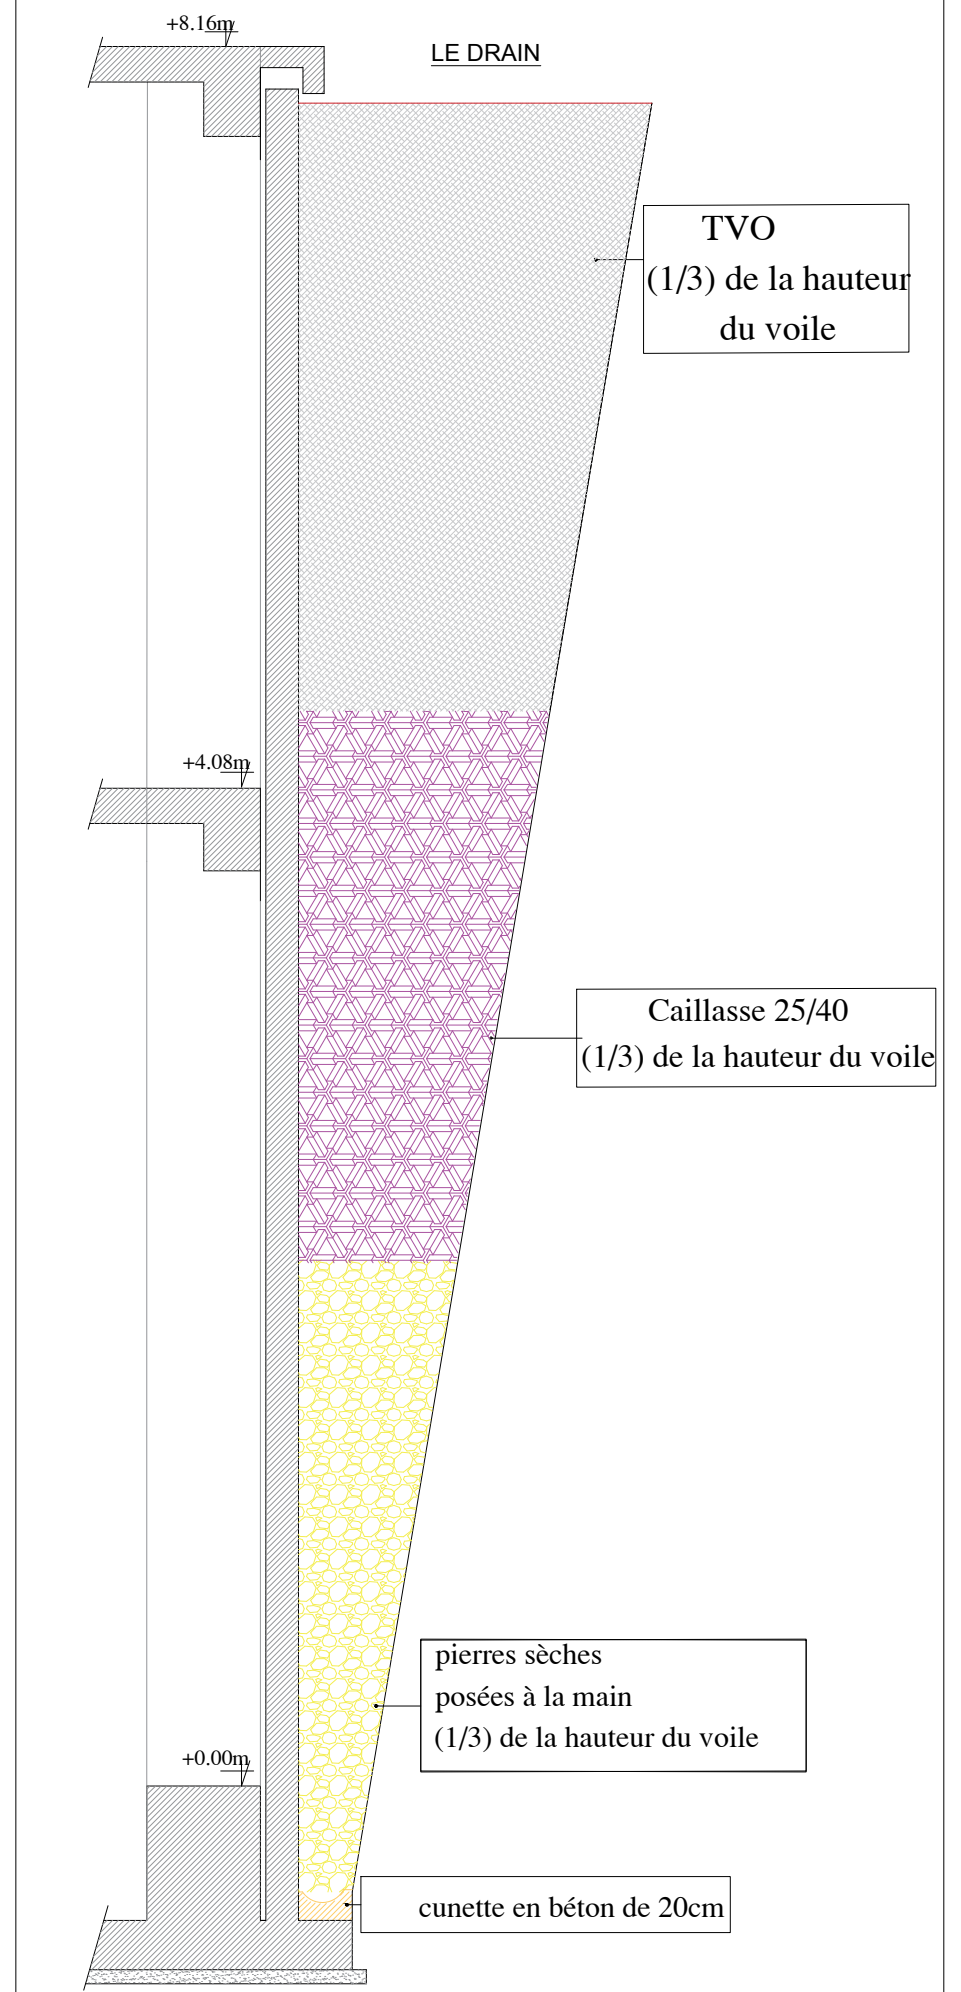 +8.16m
LE DRAIN
TVO
(1/3) de la hauteur
du voile
+4.08m
Caillasse 25/40
(1/3) de la hauteur du voile
pierres sèches
posées à la main
(1/3) de la hauteur du voile
+0.00m
cunette en béton de 20cm